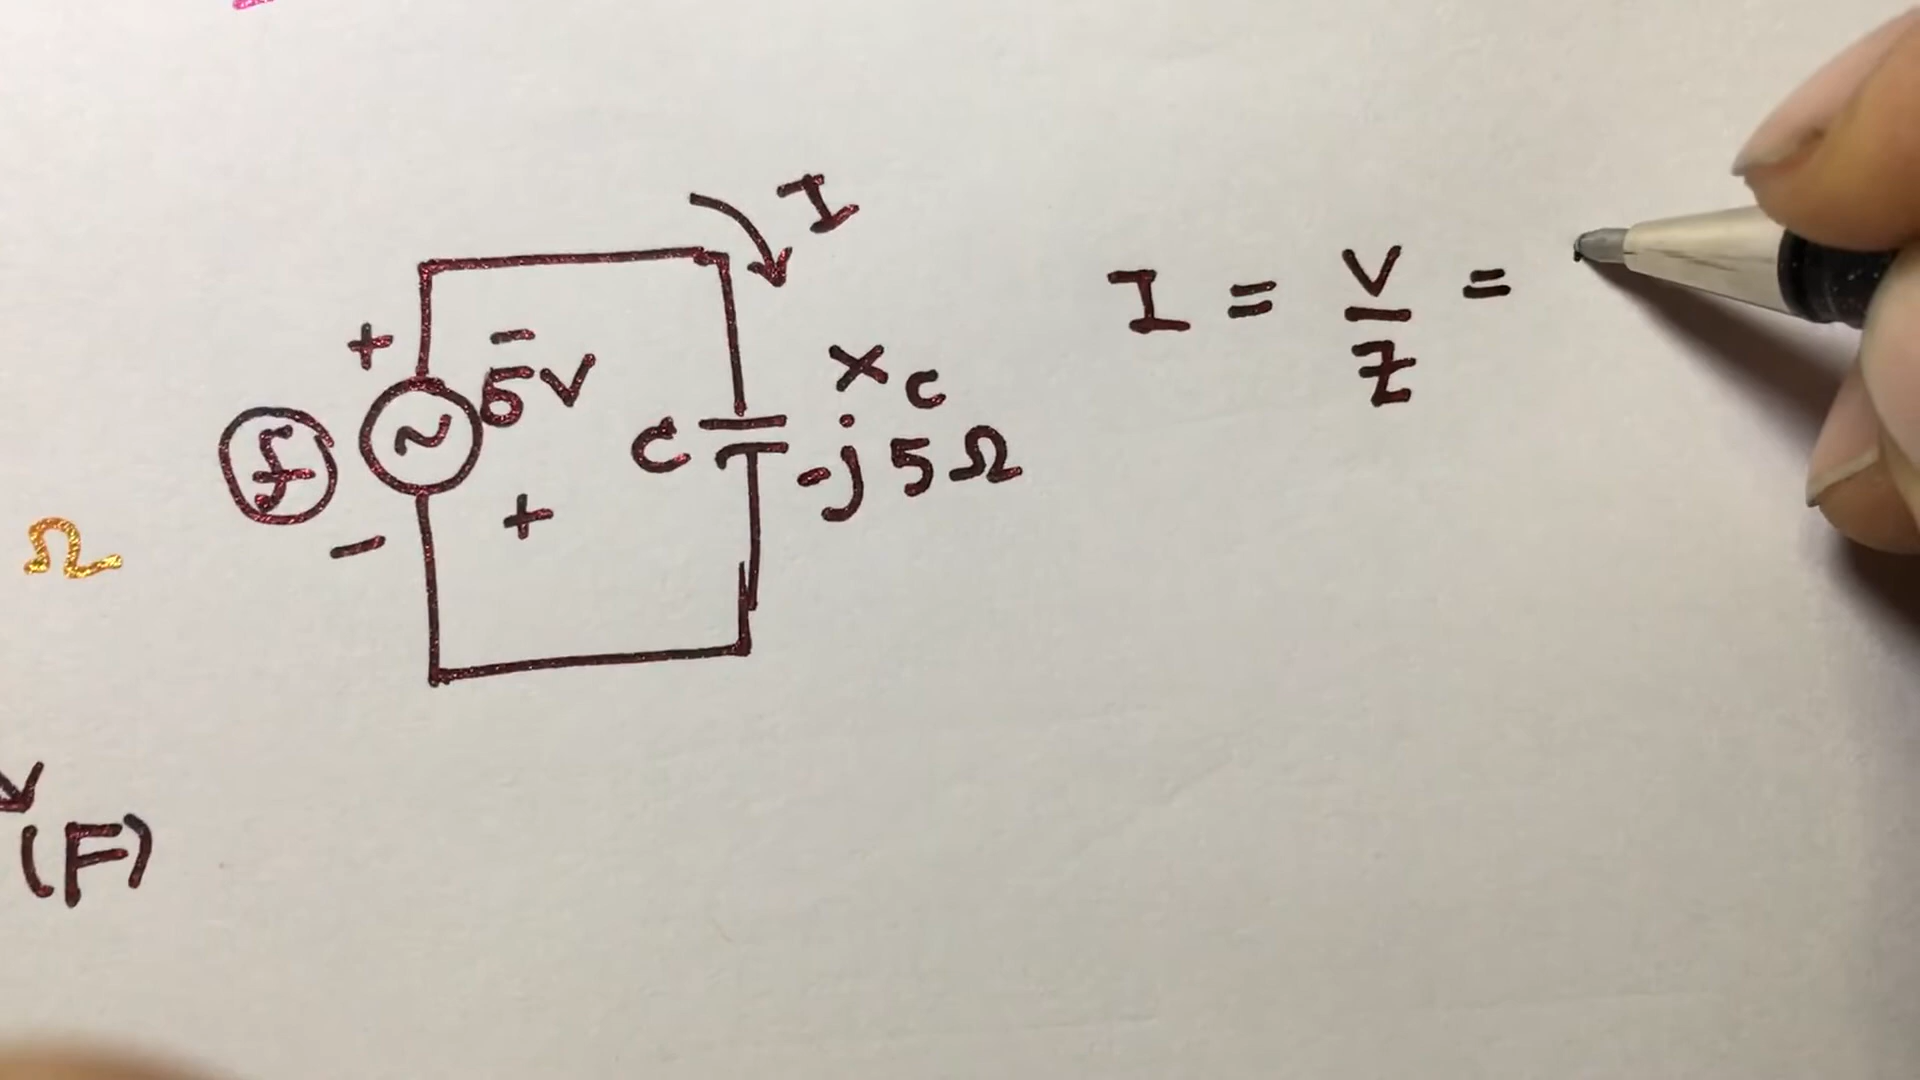 I
I = V/Z =
+
-
5V
f
~
C
Xc
-j5Ω
-
+
Ω
(F)